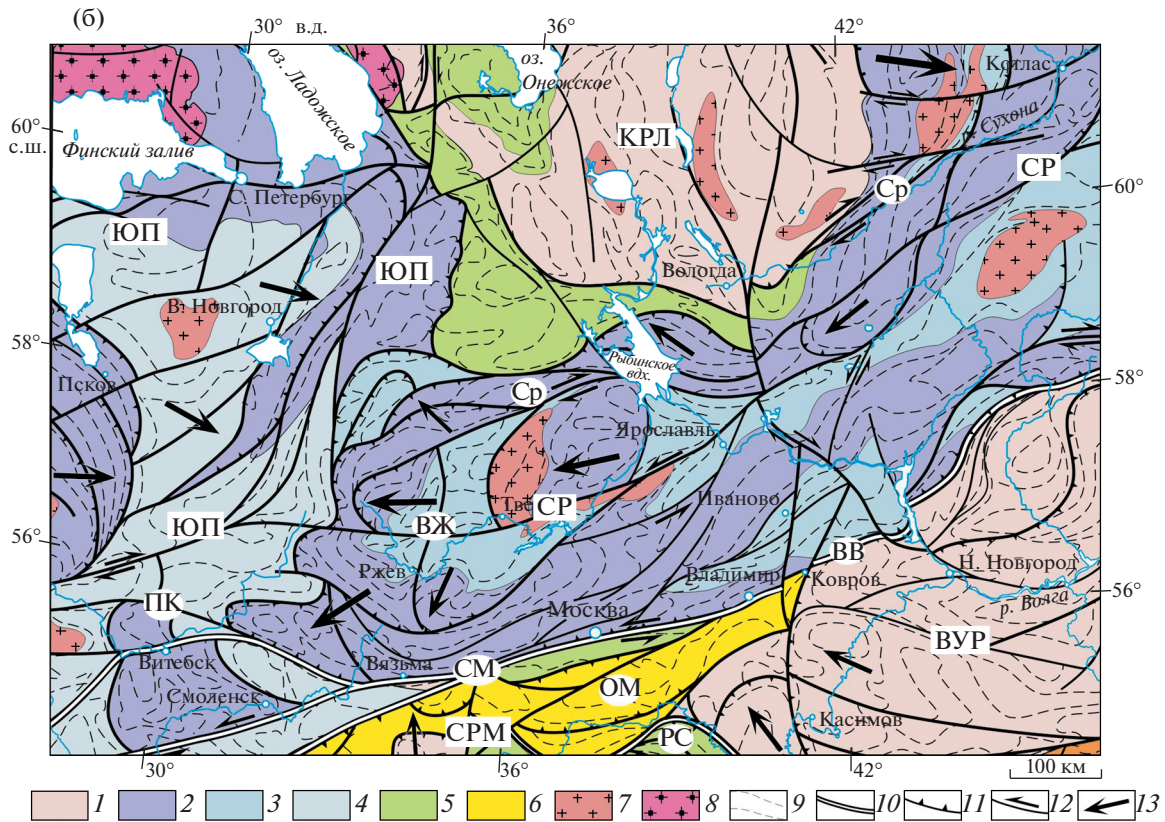 (б)
30° в.д.
36°
42°
оз. Ладожское
оз. Онежское
Котлас
р. Сухона
60°
с.ш.
Финский залив
КРЛ
СР
С. Петербург
Ср
60°
ЮП
ЮП
Вологда
В. Новгород
58°
Рыбинское
вдх.
58°
Псков
Ср
Ярославль
Тве
СР
Иваново
ЮП
ВЖ
56°
Ржев
ВВ
Владимир
Ковров
Н. Новгород
56°
ПК
Москва
р. Волга
Витебск
Вязьма
СМ
ВУР
Смоленск
ОМ
СРМ
РС
Касимов
30°
36°
42°
100 км
1 2 3 4 5 6 7 8 9 10 11 12 13